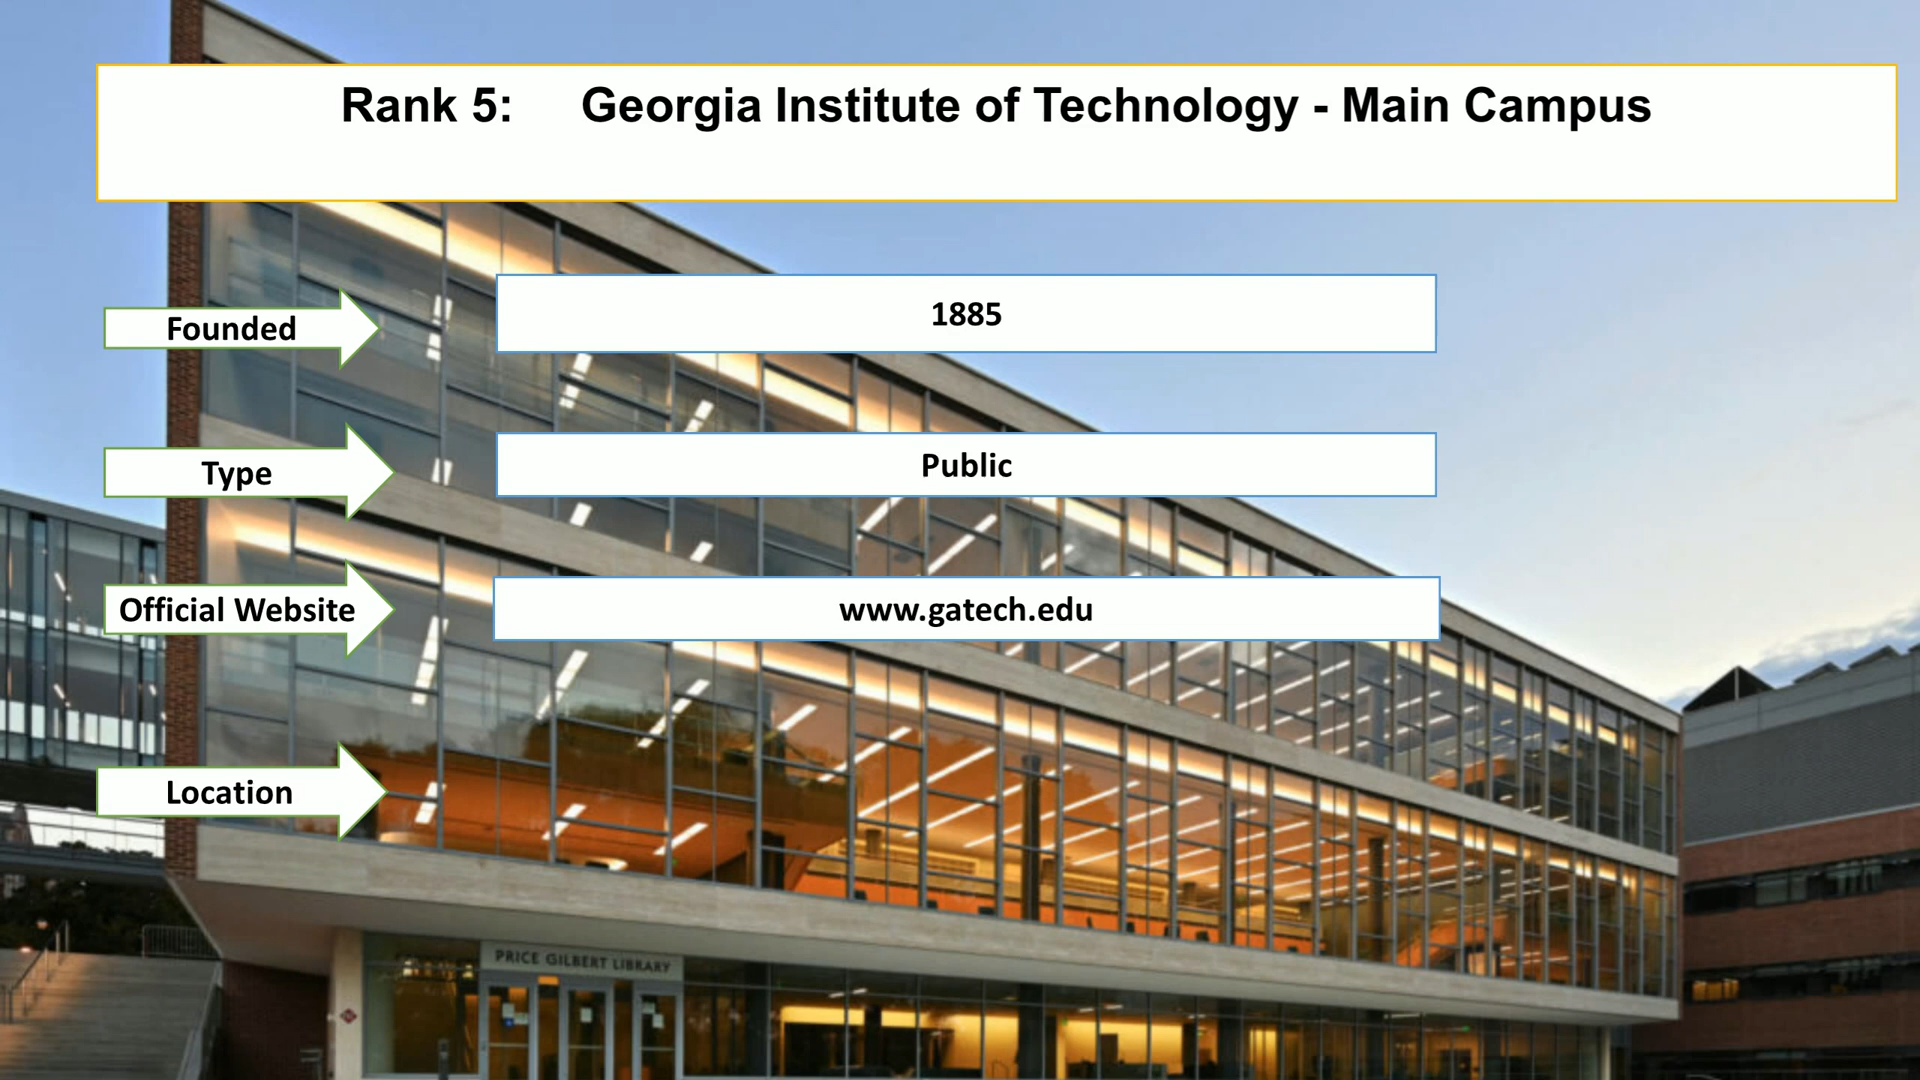 Rank 5: Georgia Institute of Technology - Main Campus
Founded
1885
Type
Public
Official Website
www.gatech.edu
Location
PRICE GILBERT LIBRARY